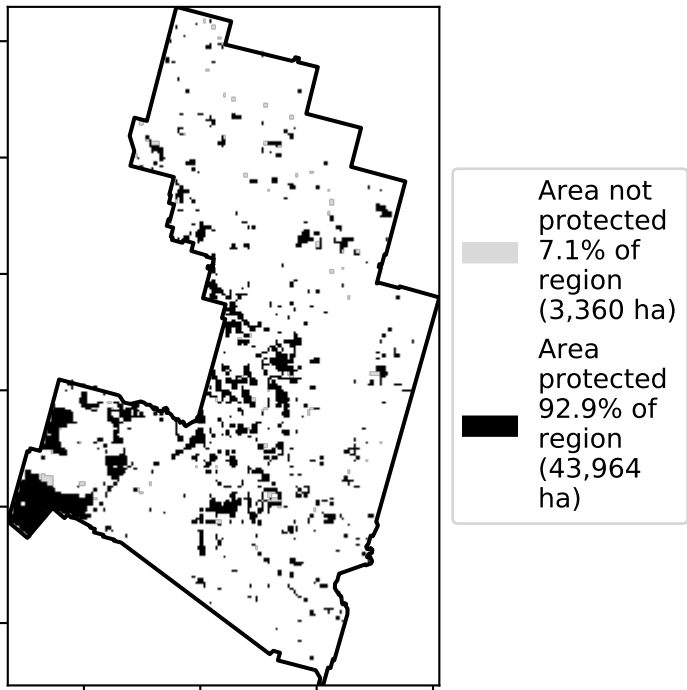 Area not
protected
7.1% of
region
(3,360 ha)
Area
protected
92.9% of
region
(43,964
ha)